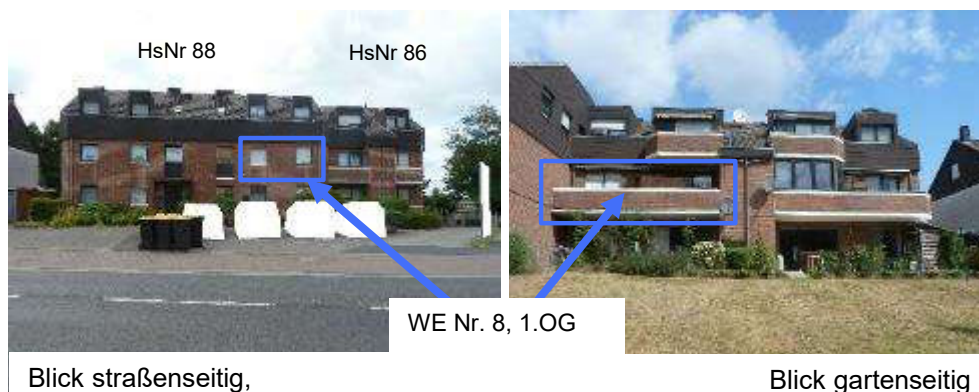 HsNr 88
HsNr 86
WE Nr. 8, 1.OG
Blick straßenseitig,
Blick gartenseitig